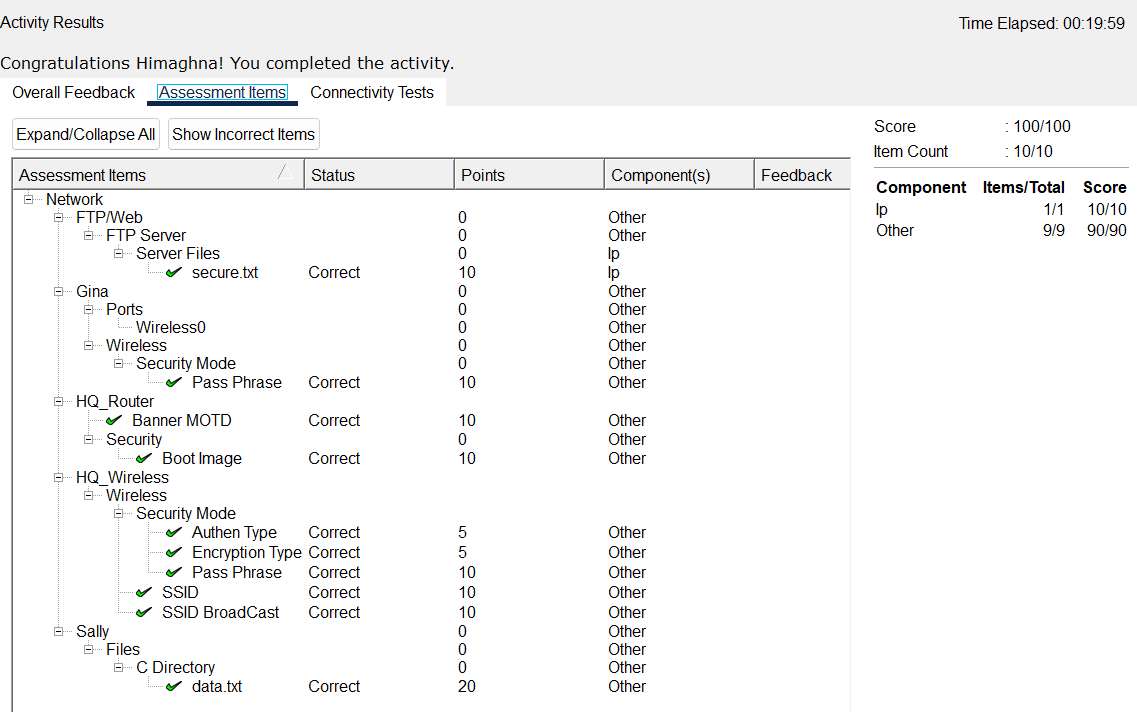 Activity Results
Time Elapsed: 00:19:59
Congratulations Himaghna! You completed the activity.
Overall Feedback Assessment Items Connectivity Tests
Expand/Collapse All Show Incorrect Items
Assessment Items Status Points Component(s) Feedback
Network
FTP/Web 0 Other
FTP Server 0 Other
Server Files 0 Ip
secure.txt Correct 10 Ip
Gina 0 Other
Ports 0 Other
Wireless0 0 Other
Wireless 0 Other
Security Mode 0 Other
Pass Phrase Correct 10 Other
HQ_Router
Banner MOTD Correct 10 Other
Security 0 Other
Boot Image Correct 10 Other
HQ_Wireless
Wireless
Security Mode
Authen Type Correct 5 Other
Encryption Type Correct 5 Other
Pass Phrase Correct 10 Other
SSID Correct 10 Other
SSID BroadCast Correct 10 Other
Sally 0 Other
Files 0 Other
C Directory 0 Other
data.txt Correct 20 Other
Score : 100/100
Item Count : 10/10
Component Items/Total Score
Ip 1/1 10/10
Other 9/9 90/90